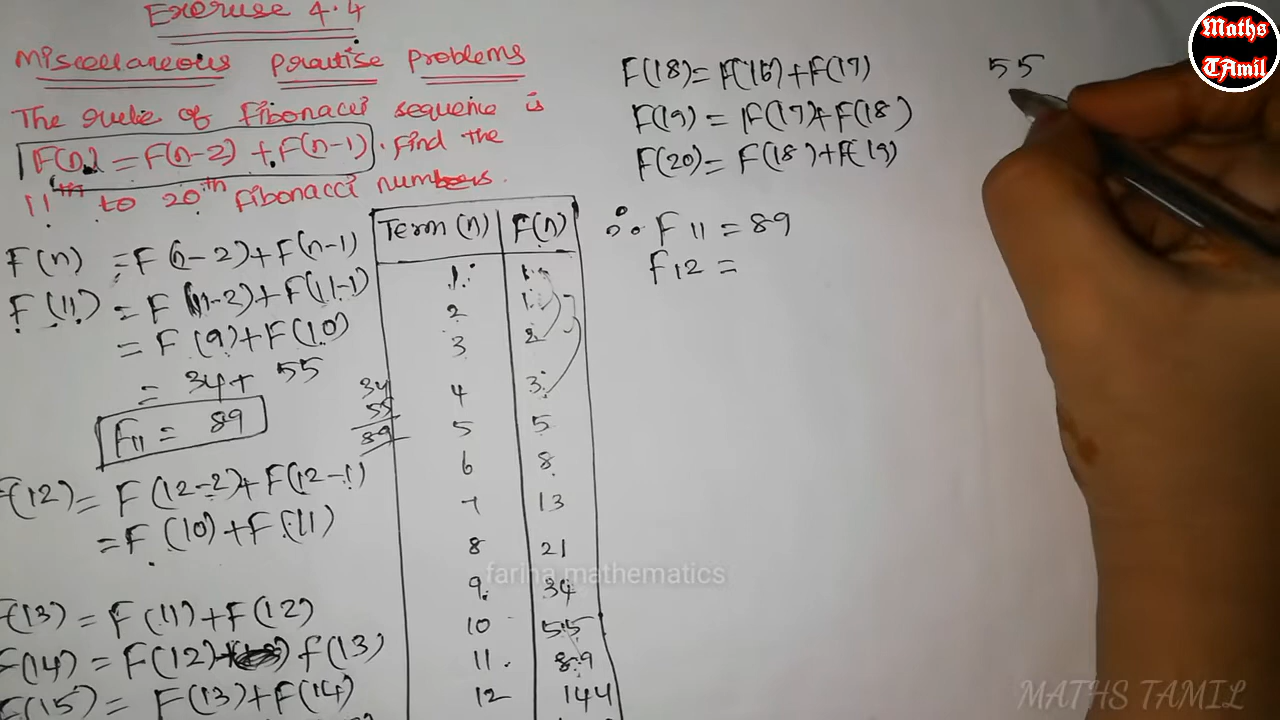 Exercise 4.4
Miscellaneous Practise Problems
The rule of Fibonacci sequence is
F(n) = F(n-2) + F(n-1). Find the
11th to 20th Fibonacci numbers.
F(n) = F(n-2)+F(n-1)
F(11) = F(11-2)+F(11-1)
= F(9)+F(10)
= 34+ 55
F11 = 89
34
55
89
F(12)= F(12-2)+F(12-1)
=F(10)+F(11)
F(13) = F(11)+F(12)
F(14) = F(12)+ f(13)
F(15) = F(13)+F(14)
Term (n) F(n)
1. 1
2 1
3 2
4 3
5 5
6 8
7 13
8 21
9. 34
10 55
11. 89
12 144
F(18)= F(16)+F(17)
F(19) = F(17)+F(18)
F(20)= F(18)+F(19)
∴ F11 = 89
F12 =
55
Maths
TAmil
farina mathematics
MATHS TAMIL